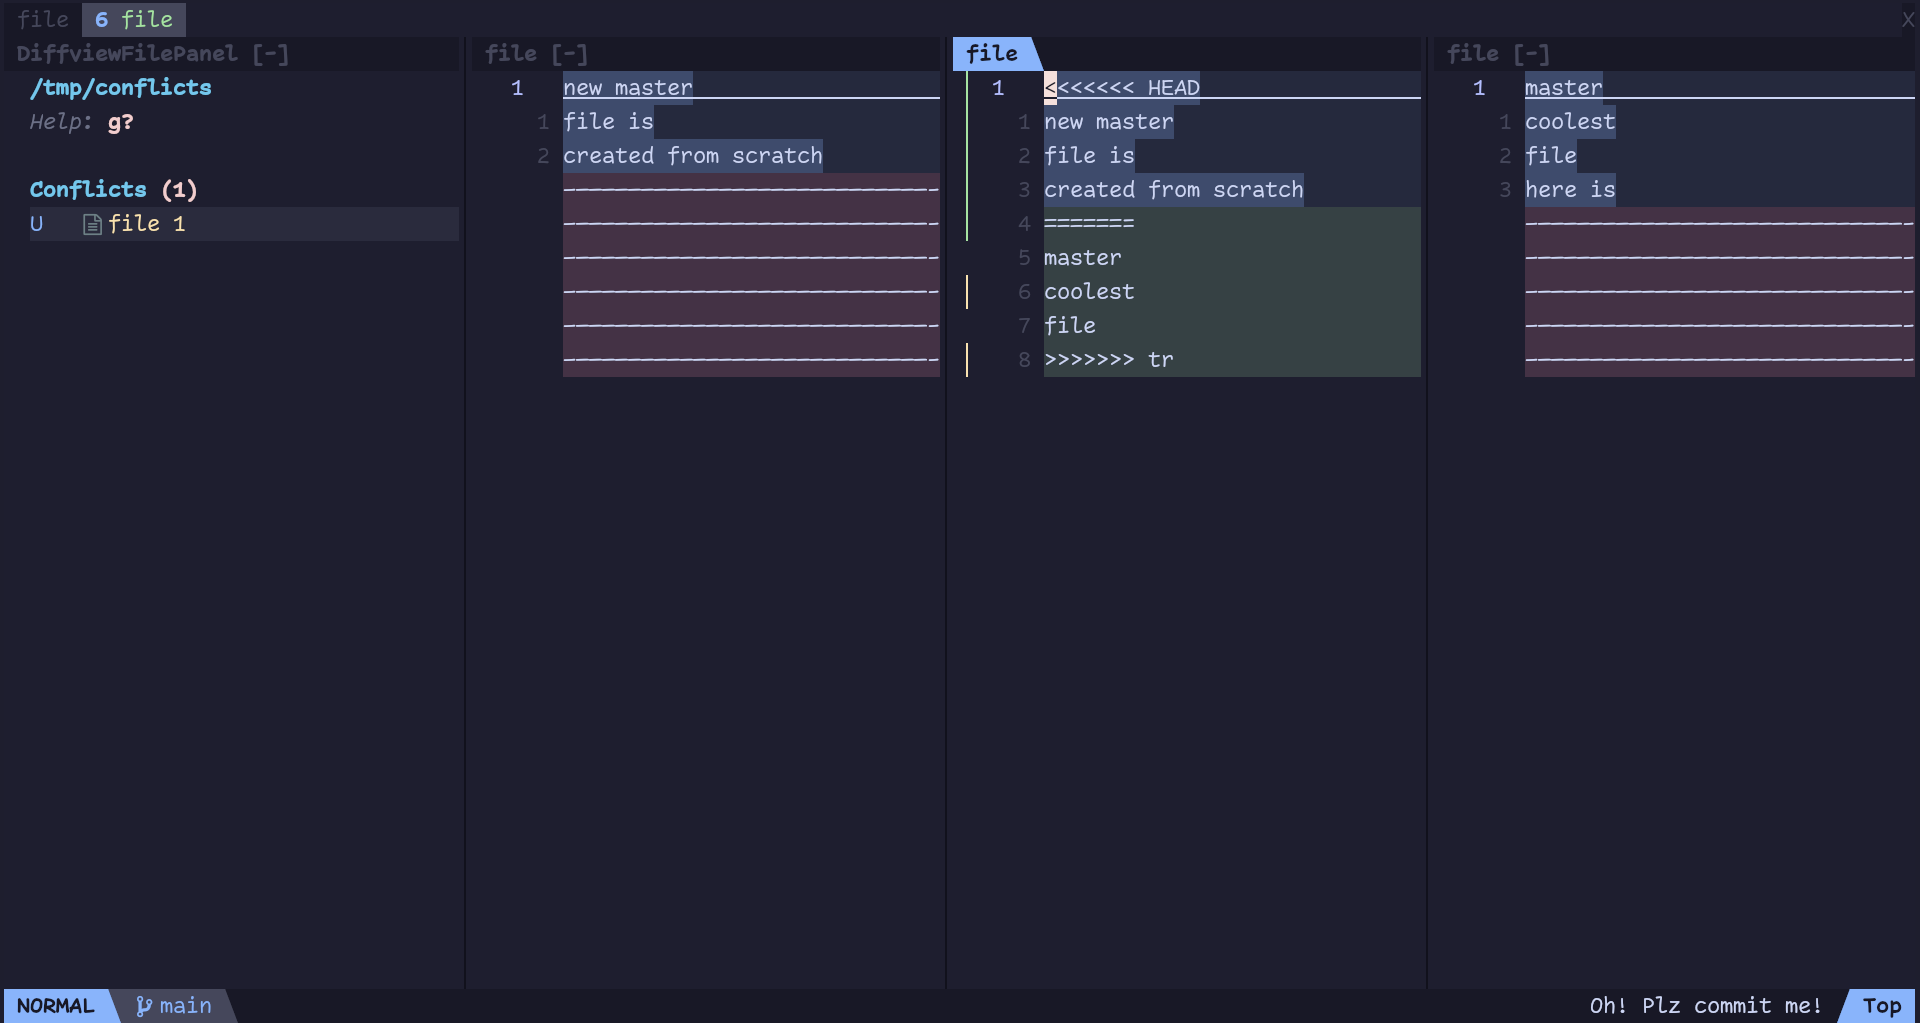 file 6 file X
DiffviewFilePanel [-]
/tmp/conflicts
Help: g?
Conflicts (1)
U file 1
file [-]
1 new master
1 file is
2 created from scratch
file
1 <<<<<<< HEAD
1 new master
2 file is
3 created from scratch
4 =======
5 master
6 coolest
7 file
8 >>>>>>> tr
file [-]
1 master
1 coolest
2 file
3 here is
NORMAL main Oh! Plz commit me! Top